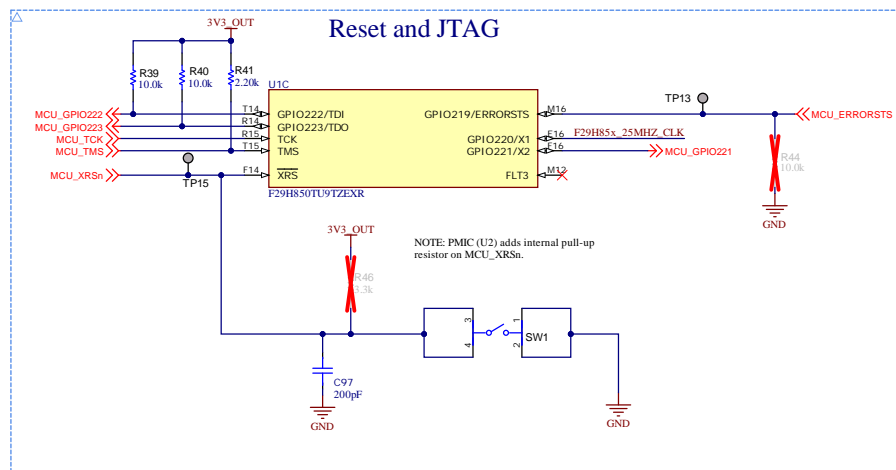 Reset and JTAG
3V3_OUT
R39
10.0k
R40
10.0k
R41
2.20k
U1C
MCU_GPIO222
T14
GPIO222/TDI
MCU_GPIO223
R14
GPIO223/TDO
MCU_TCK
R15
TCK
MCU_TMS
T15
TMS
MCU_XRSn
TP15
F14
XRS
F29H850TU9TZEXR
GPIO219/ERRORSTS
M16
TP13
MCU_ERRORSTS
GPIO220/X1
E16
F29H85x_25MHZ_CLK
GPIO221/X2
F16
MCU_GPIO221
FLT3
M12
R44
10.0k
GND
3V3_OUT
NOTE: PMIC (U2) adds internal pull-up
resistor on MCU_XRSn.
R46
3.3k
3
4
1
2
SW1
C97
200pF
GND
GND